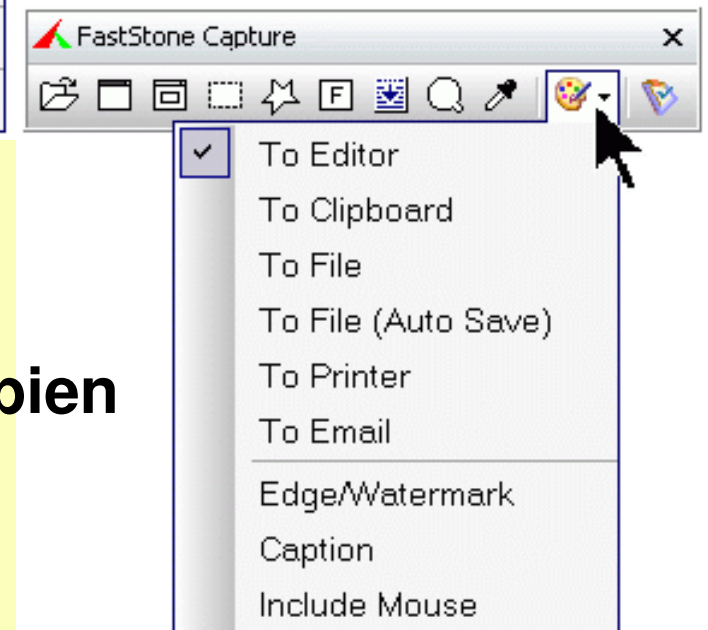 FastStone Capture
F
To Editor
To Clipboard
To File
To File (Auto Save)
bien
To Printer
To Email
Edge/Watermark
Caption
Include Mouse